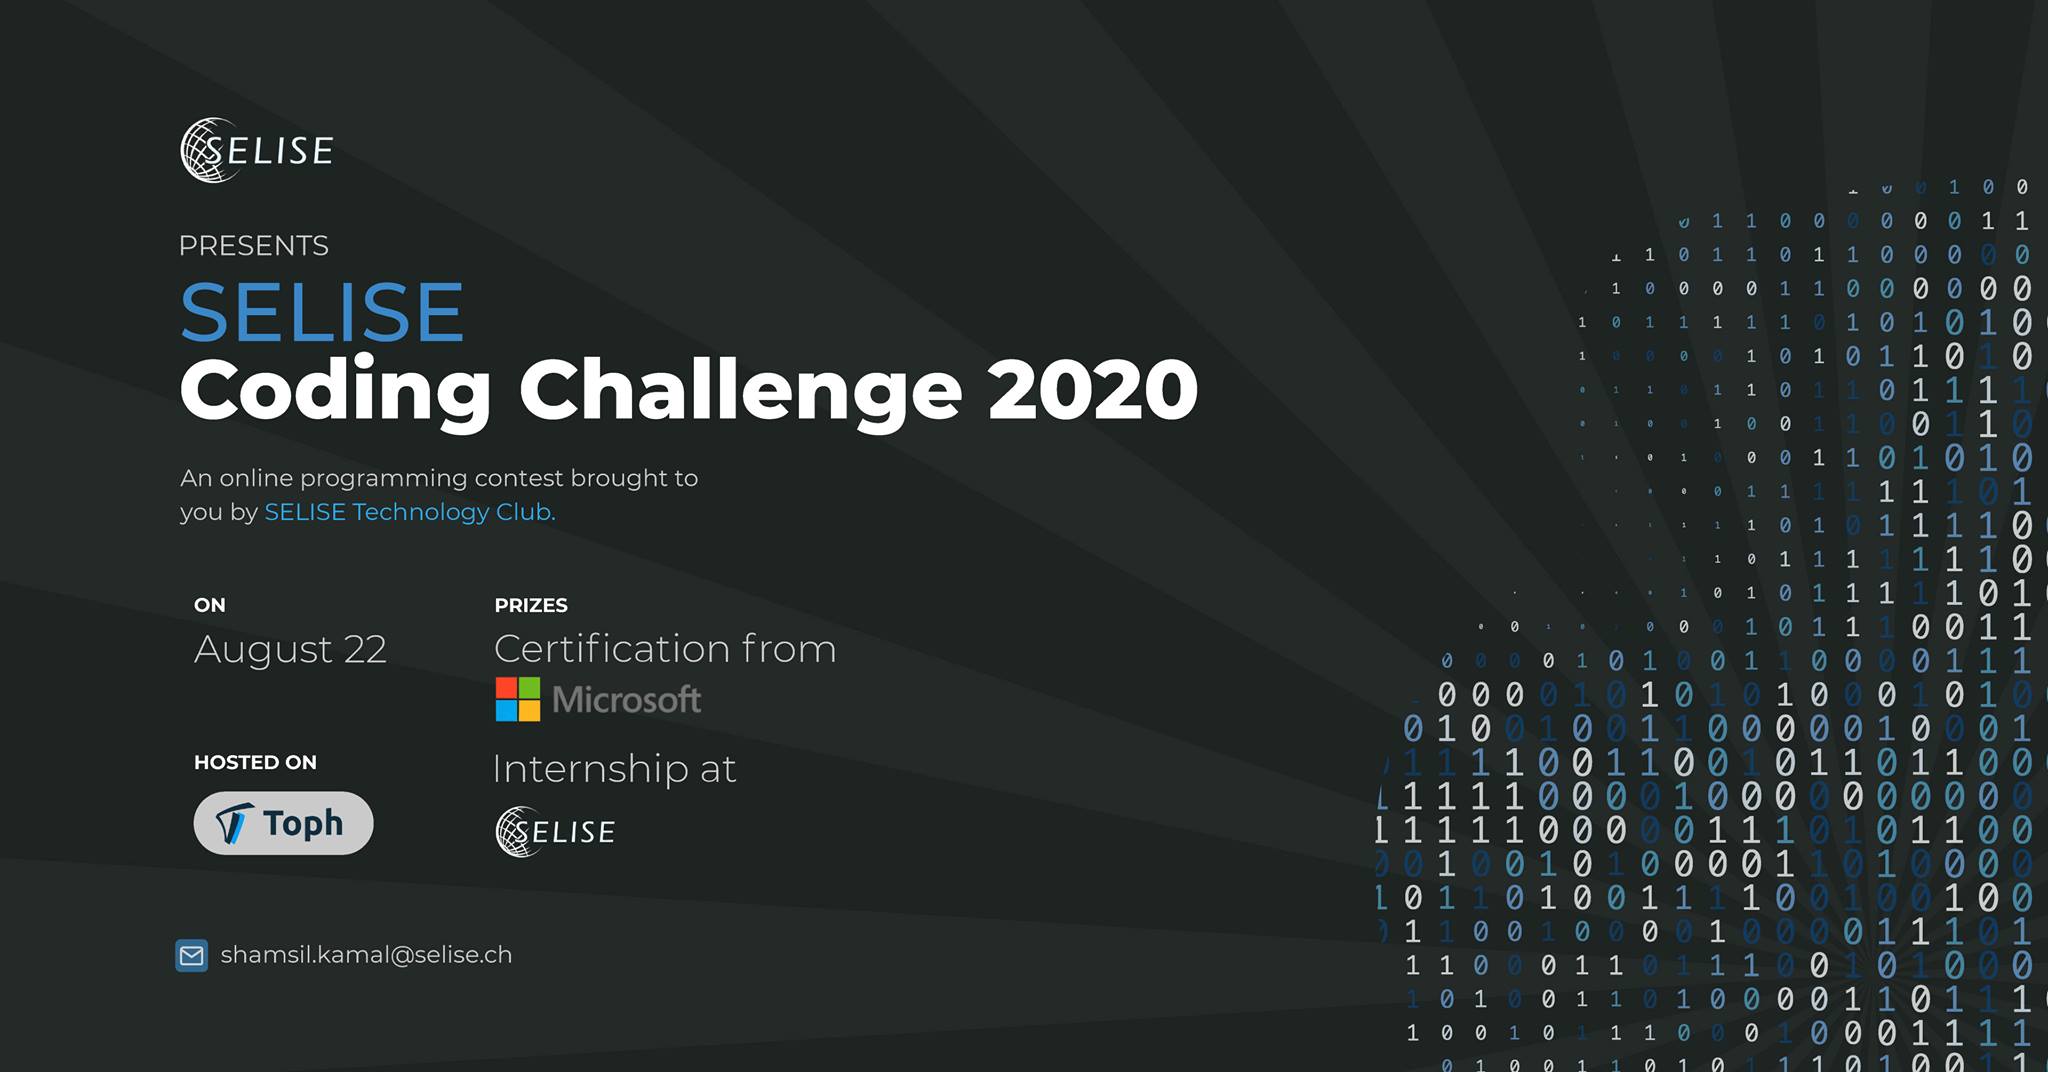 SELISE
PRESENTS
SELISE
Coding Challenge 2020
An online programming contest brought to
you by SELISE Technology Club.
ON
August 22
PRIZES
Certification from
Microsoft
HOSTED ON
Toph
Internship at
SELISE
shamsil.kamal@selise.ch